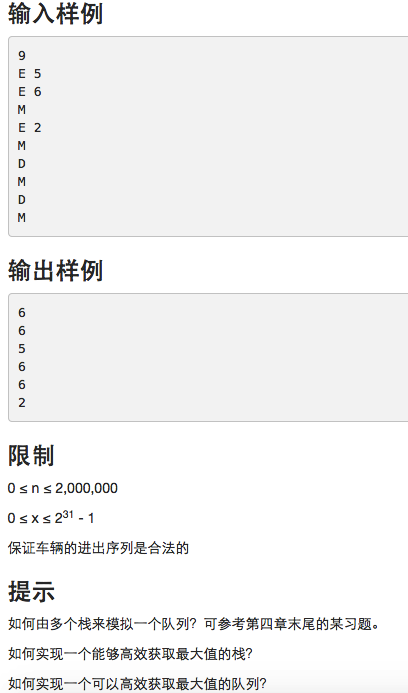 输入样例
9
E 5
E 6
M
E 2
M
D
M
D
M
输出样例
6
6
5
6
6
2
限制
0 ≤ n ≤ 2,000,000
0 ≤ x ≤ 2³¹ - 1
保证车辆的进出序列是合法的
提示
如何由多个栈来模拟一个队列？可参考第四章末尾的某习题。
如何实现一个能够高效获取最大值的栈？
如何实现一个可以高效获取最大值的队列？